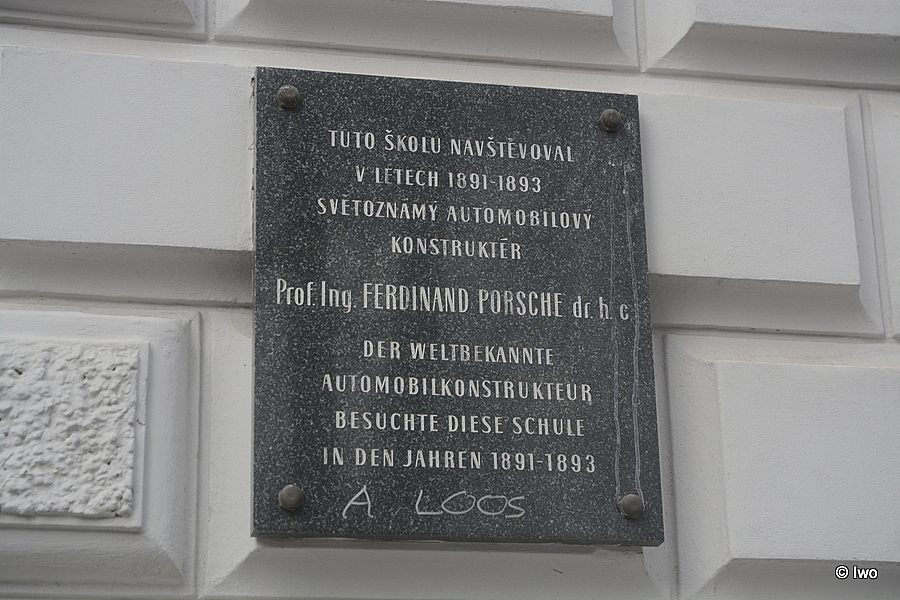 TUTO ŠKOLU NAVŠTĚVOVAL
V LETECH 1891-1893
SVĚTOZNÁMÝ AUTOMOBILOVÝ
KONSTRUKTÉR
Prof. Ing. FERDINAND PORSCHE dr. h. c.
DER WELTBEKANNTE
AUTOMOBILKONSTRUKTEUR
BESUCHTE DIESE SCHULE
IN DEN JAHREN 1891-1893
A LOOS
© Iwo